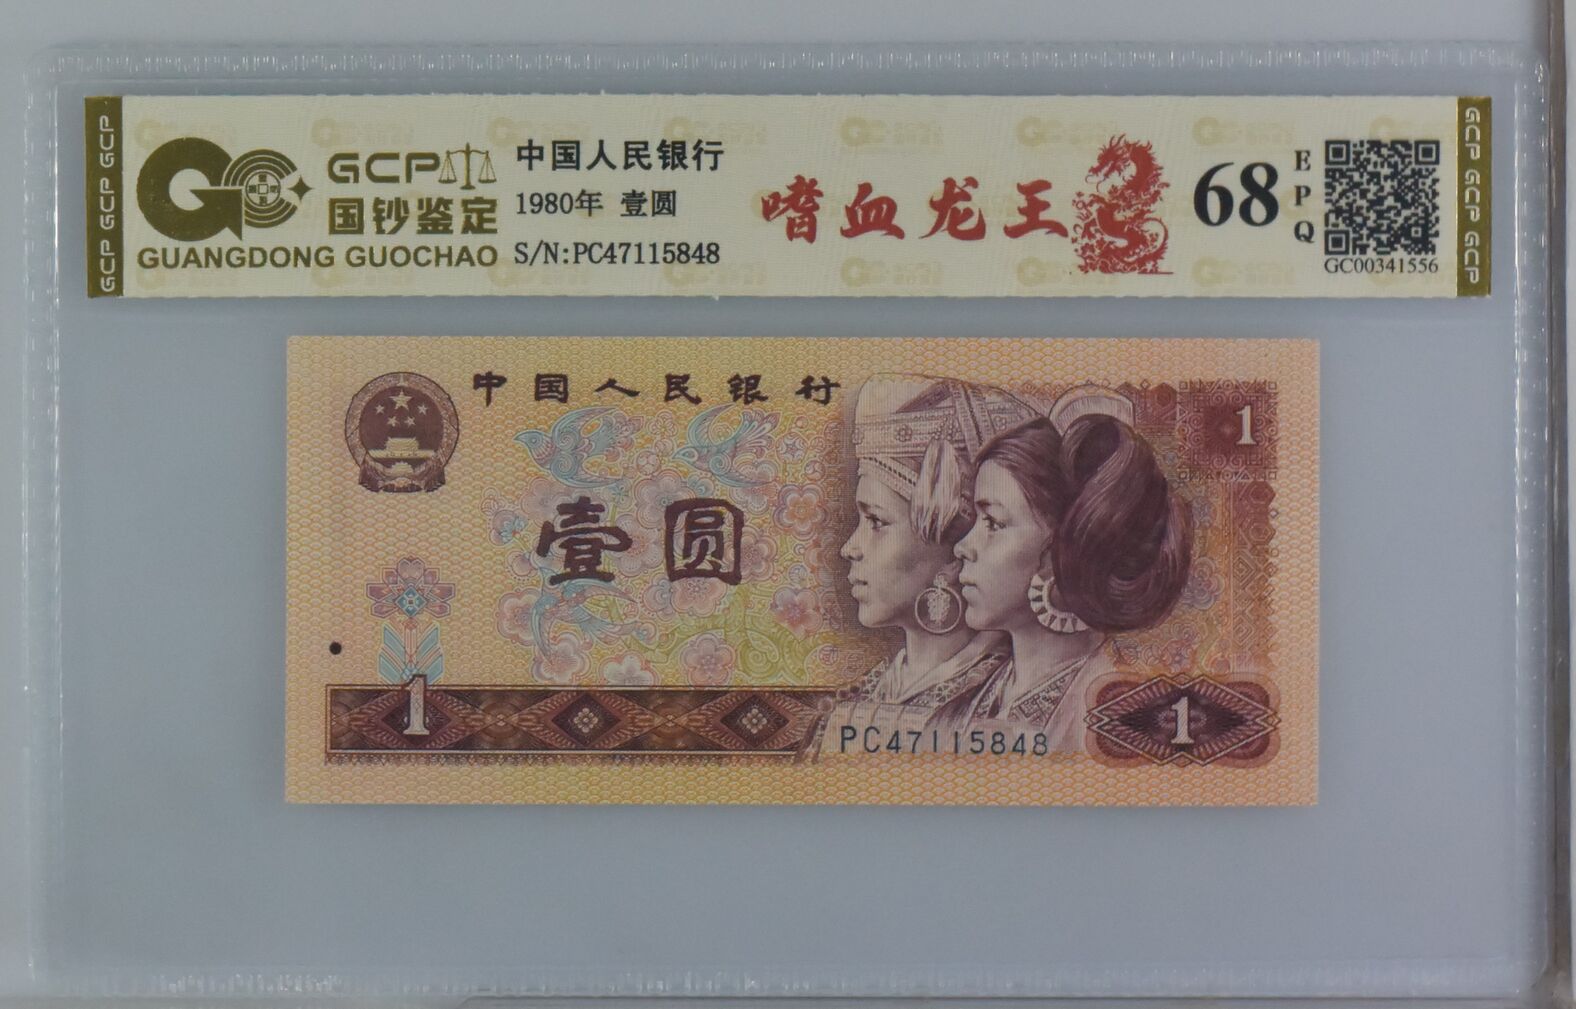 GCP
国钞鉴定
GUANGDONG GUOCHAO
中国人民银行
1980年 壹圆
S/N:PC47115848
嗜血龙王
68
EPQ
GC00341556
GCP GCP GCP
GCP GCP GCP
中国人民银行
1
壹圆
1
PC47115848
1